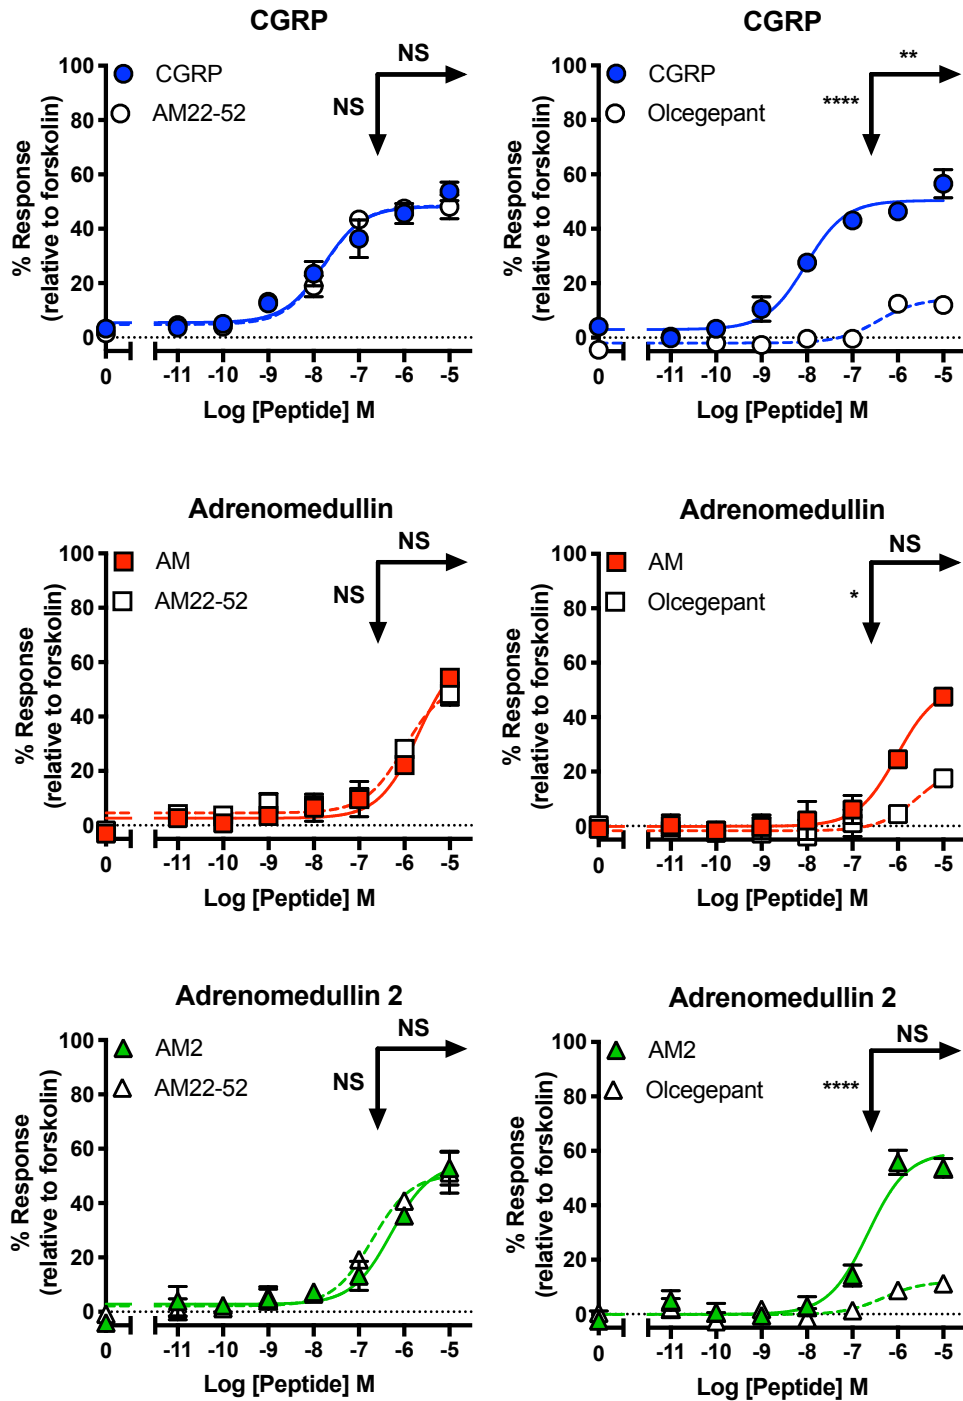 CGRP
NS
100
CGRP
AM22-52
NS
80
60
40
20
0
% Response
(relative to forskolin)
0
-11
-10
-9
-8
-7
-6
-5
Log [Peptide] M
CGRP
**
100
CGRP
Olcegepant
****
80
60
40
20
0
% Response
(relative to forskolin)
0
-11
-10
-9
-8
-7
-6
-5
Log [Peptide] M
Adrenomedullin
NS
100
AM
AM22-52
NS
80
60
40
20
0
% Response
(relative to forskolin)
0
-11
-10
-9
-8
-7
-6
-5
Log [Peptide] M
Adrenomedullin
NS
100
AM
Olcegepant
*
80
60
40
20
0
% Response
(relative to forskolin)
0
-11
-10
-9
-8
-7
-6
-5
Log [Peptide] M
Adrenomedullin 2
NS
100
AM2
AM22-52
NS
80
60
40
20
0
% Response
(relative to forskolin)
0
-11
-10
-9
-8
-7
-6
-5
Log [Peptide] M
Adrenomedullin 2
NS
100
AM2
Olcegepant
****
80
60
40
20
0
% Response
(relative to forskolin)
0
-11
-10
-9
-8
-7
-6
-5
Log [Peptide] M